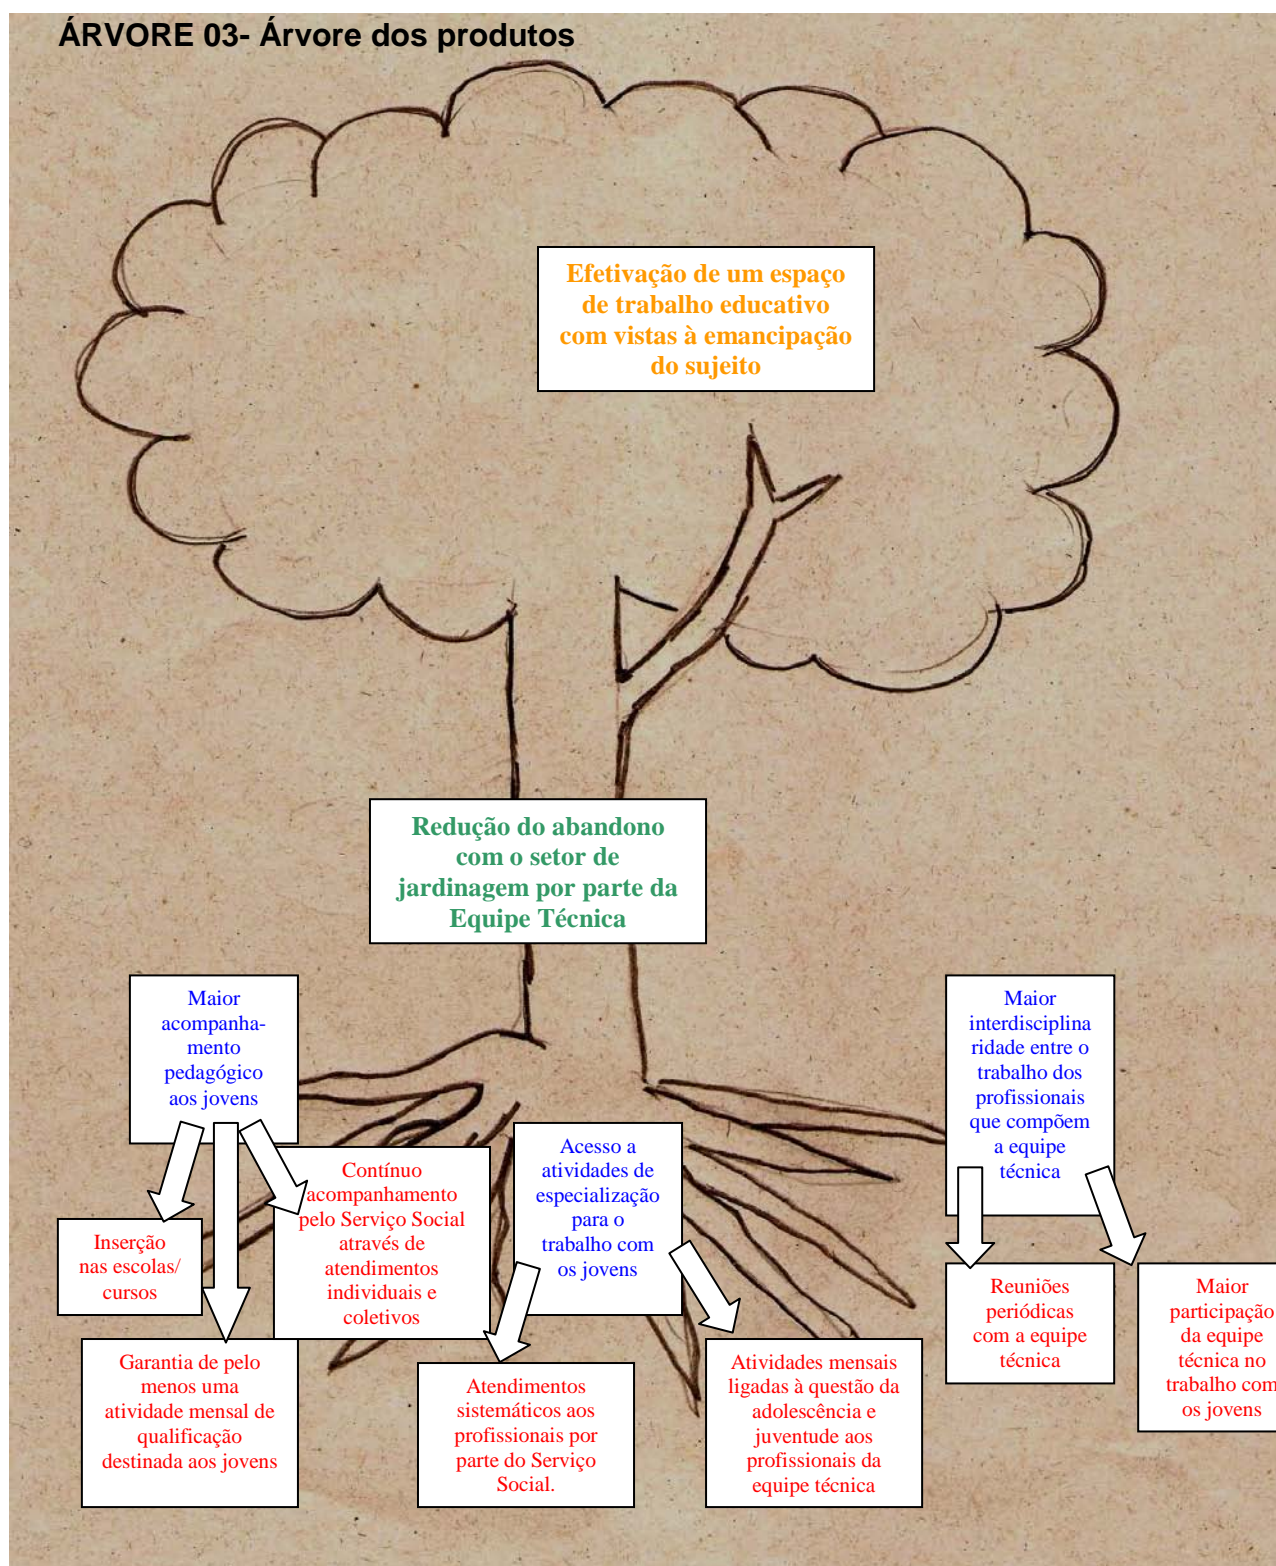 ÁRVORE 03- Árvore dos produtos
Efetivação de um espaço
de trabalho educativo
com vistas à emancipação
do sujeito
Redução do abandono
com o setor de
jardinagem por parte da
Equipe Técnica
Maior
acompanha-
mento
pedagógico
aos jovens
Maior
interdisciplina
ridade entre o
trabalho dos
profissionais
que compõem
a equipe
técnica
Acesso a
atividades de
especialização
para o
trabalho com
os jovens
Contínuo
acompanhamento
pelo Serviço Social
através de
atendimentos
individuais e
coletivos
Inserção
nas escolas/
cursos
Reuniões
periódicas
com a equipe
técnica
Maior
participação
da equipe
técnica no
trabalho com
os jovens
Garantia de pelo
menos uma
atividade mensal de
qualificação
destinada aos jovens
Atendimentos
sistemáticos aos
profissionais por
parte do Serviço
Social.
Atividades mensais
ligadas à questão da
adolescência e
juventude aos
profissionais da
equipe técnica